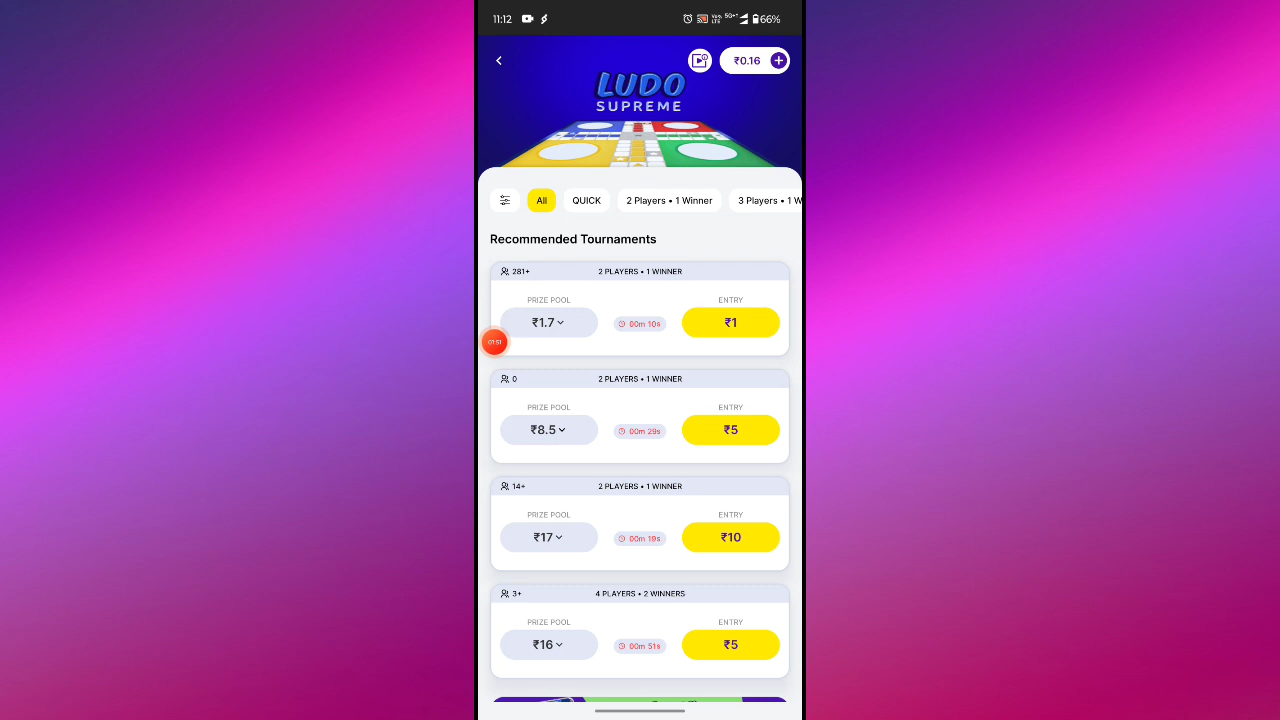 11:12 Vo)) LTE 5G+ 66%
₹0.16
LUDO
SUPREME
All QUICK 2 Players • 1 Winner 3 Players • 1 W
Recommended Tournaments
281+ 2 PLAYERS • 1 WINNER
PRIZE POOL ENTRY
₹1.7 00m 10s ₹1
01:51
0 2 PLAYERS • 1 WINNER
PRIZE POOL ENTRY
₹8.5 00m 29s ₹5
14+ 2 PLAYERS • 1 WINNER
PRIZE POOL ENTRY
₹17 00m 19s ₹10
3+ 4 PLAYERS • 2 WINNERS
PRIZE POOL ENTRY
₹16 00m 51s ₹5